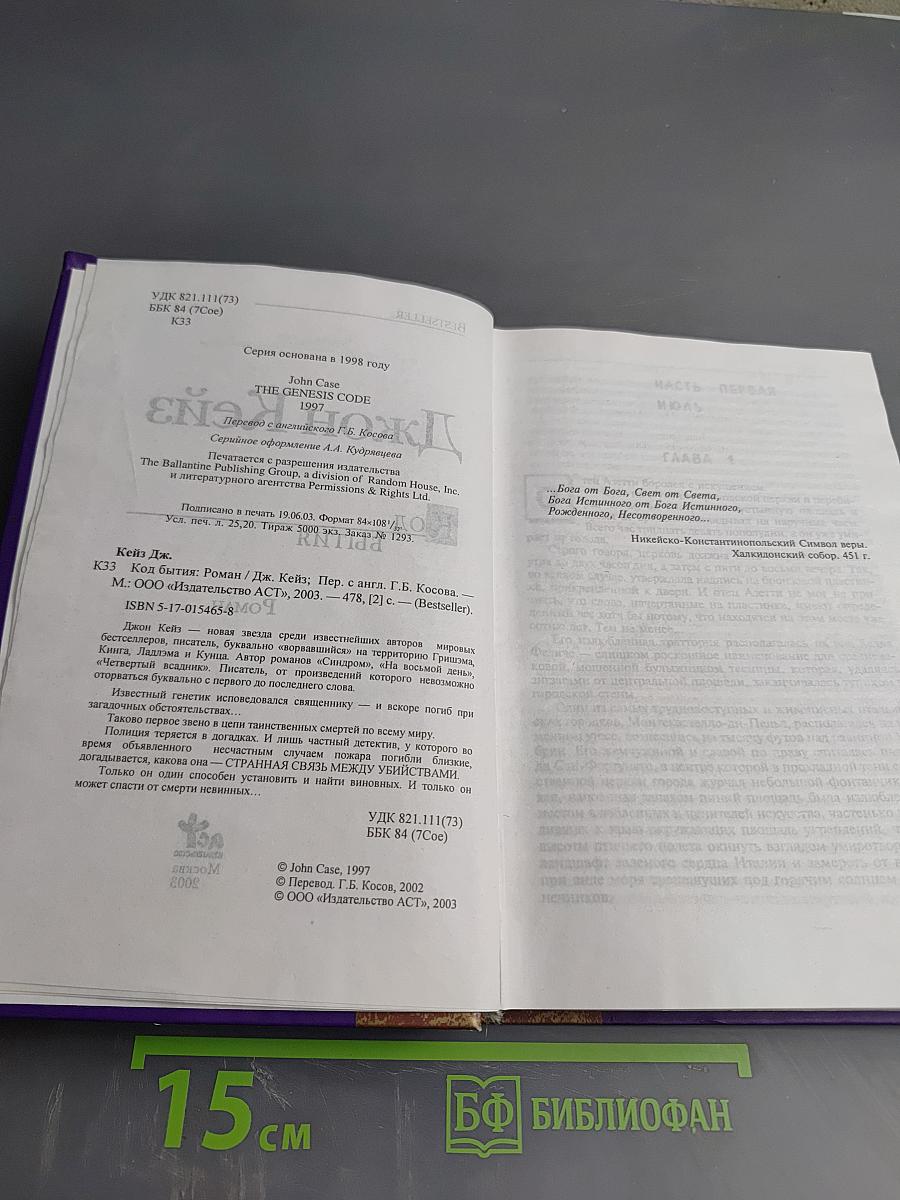 УДК 821.111(73)
ББК 84 (7Сое)
К33
Серия основана в 1998 году
John Case
THE GENESIS CODE
1997
Перевод с английского Г.Б. Косова
Серийное оформление А.А. Кудрявцева
Печатается с разрешения издательства
The Ballantine Publishing Group, a division of Random House, Inc.
и литературного агентства Permissions & Rights Ltd.
Подписано в печать 19.06.03. Формат 84×108 1/32.
Усл. печ. л. 25,20. Тираж 5000 экз. Заказ № 1293.
Кейз Дж.
К33 Код бытия: Роман / Дж. Кейз; Пер. с англ. Г.Б. Косова. —
М.: ООО «Издательство АСТ», 2003. — 478, [2] с. — (Bestseller).
ISBN 5-17-015465-8
Джон Кейз — новая звезда среди известнейших авторов мировых
бестселлеров, писатель, буквально «ворвавшийся» на территорию Гришэма,
Кинга, Ладлэма и Кунца. Автор романов «Синдром», «На восьмой день»,
«Четвертый всадник». Писатель, от произведений которого невозможно
оторваться буквально с первого до последнего слова.
Известный генетик исповедовался священнику — и вскоре погиб при
загадочных обстоятельствах...
Таково первое звено в цепи таинственных смертей по всему миру.
Полиция теряется в догадках. И лишь частный детектив, у которого во
время объявленного несчастным случаем пожара погибли близкие,
догадывается, какова она — СТРАННАЯ СВЯЗЬ МЕЖДУ УБИЙСТВАМИ.
Только он один способен установить и найти виновных. И только он
может спасти от смерти невинных...
УДК 821.111(73)
ББК 84 (7Сое)
© John Case, 1997
© Перевод. Г.Б. Косов, 2002
© ООО «Издательство АСТ», 2003
...Бога от Бога, Свет от Света,
Бога Истинного от Бога Истинного,
Рожденного, Несотворенного...
Никейско-Константинопольский Символ веры.
Халкидонский собор. 451 г.
15 см
БФ БИБЛИОФАН